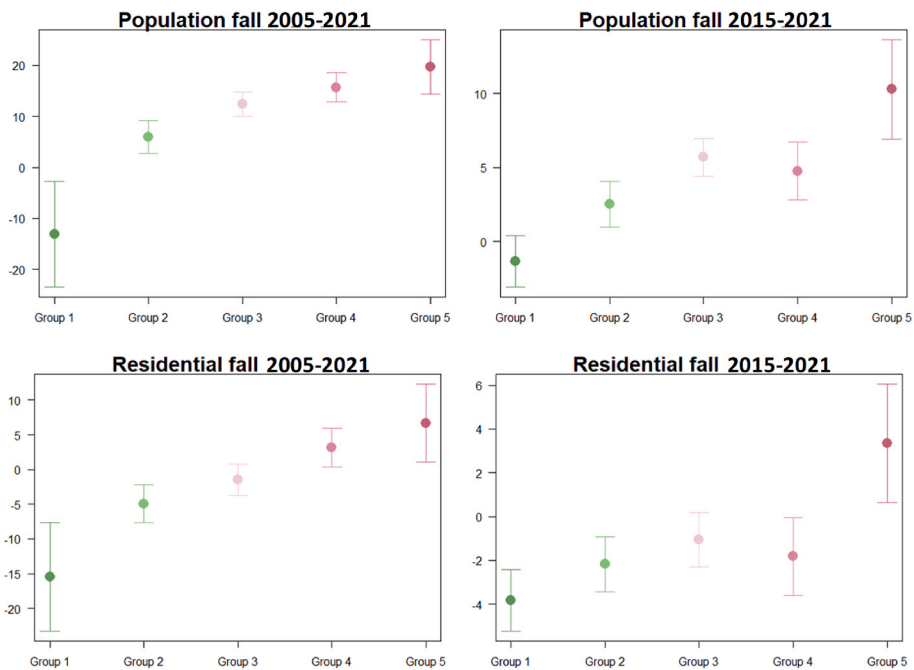 Population fall 2005-2021
Population fall 2015-2021
20
10
0
-10
-20
Group 1 Group 2 Group 3 Group 4 Group 5
10
5
0
Group 1 Group 2 Group 3 Group 4 Group 5
Residential fall 2005-2021
Residential fall 2015-2021
10
5
0
-5
-10
-15
-20
Group 1 Group 2 Group 3 Group 4 Group 5
6
4
2
0
-2
-4
Group 1 Group 2 Group 3 Group 4 Group 5